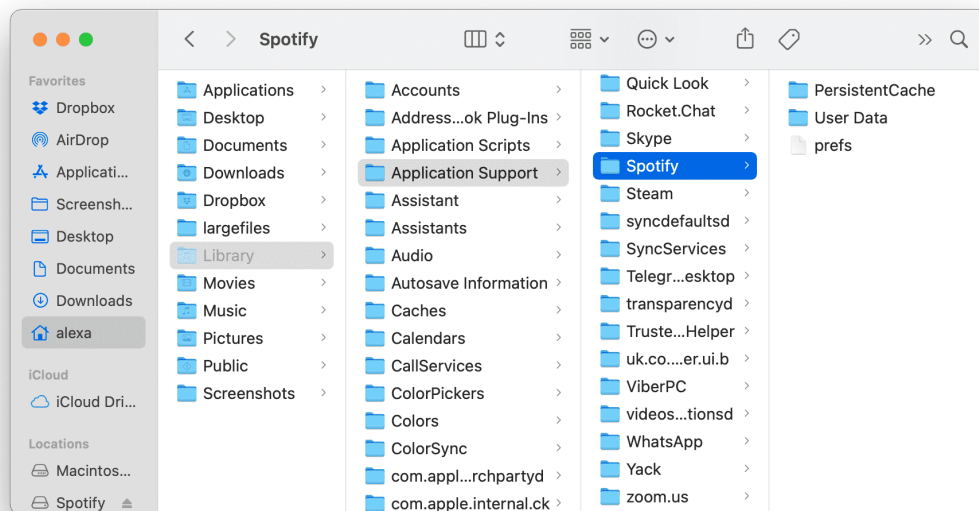 Spotify
Favorites
Dropbox
AirDrop
Applicati...
Screensh...
Desktop
Documents
Downloads
alexa
iCloud
iCloud Dri...
Locations
Macintos...
Spotify
Applications
Desktop
Documents
Downloads
Dropbox
largefiles
Library
Movies
Music
Pictures
Public
Screenshots
Accounts
Address...ok Plug-Ins
Application Scripts
Application Support
Assistant
Assistants
Audio
Autosave Information
Caches
Calendars
CallServices
ColorPickers
Colors
ColorSync
com.appl...rchpartyd
com.apple.internal.ck
Quick Look
Rocket.Chat
Skype
Spotify
Steam
syncdefaultsd
SyncServices
Telegr...esktop
transparencyd
Truste...Helper
uk.co....er.ui.b
ViberPC
videos...tionsd
WhatsApp
Yack
zoom.us
PersistentCache
User Data
prefs